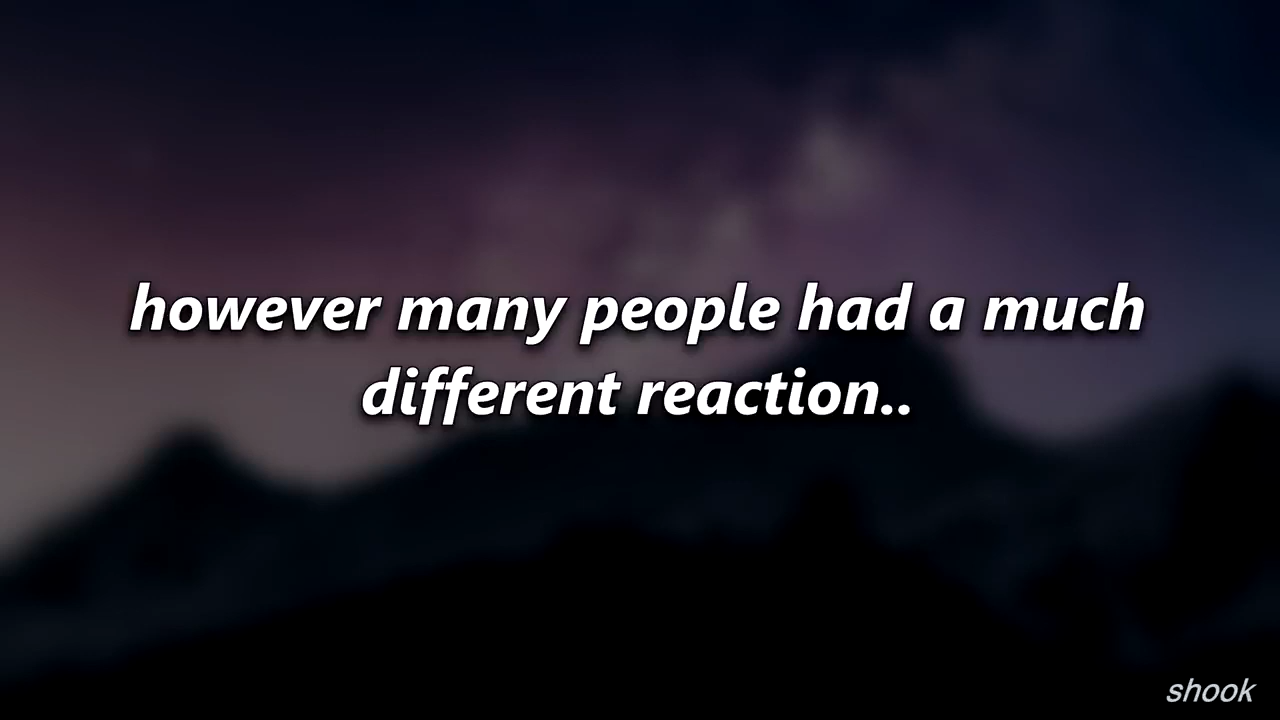 however many people had a much
different reaction..
shook